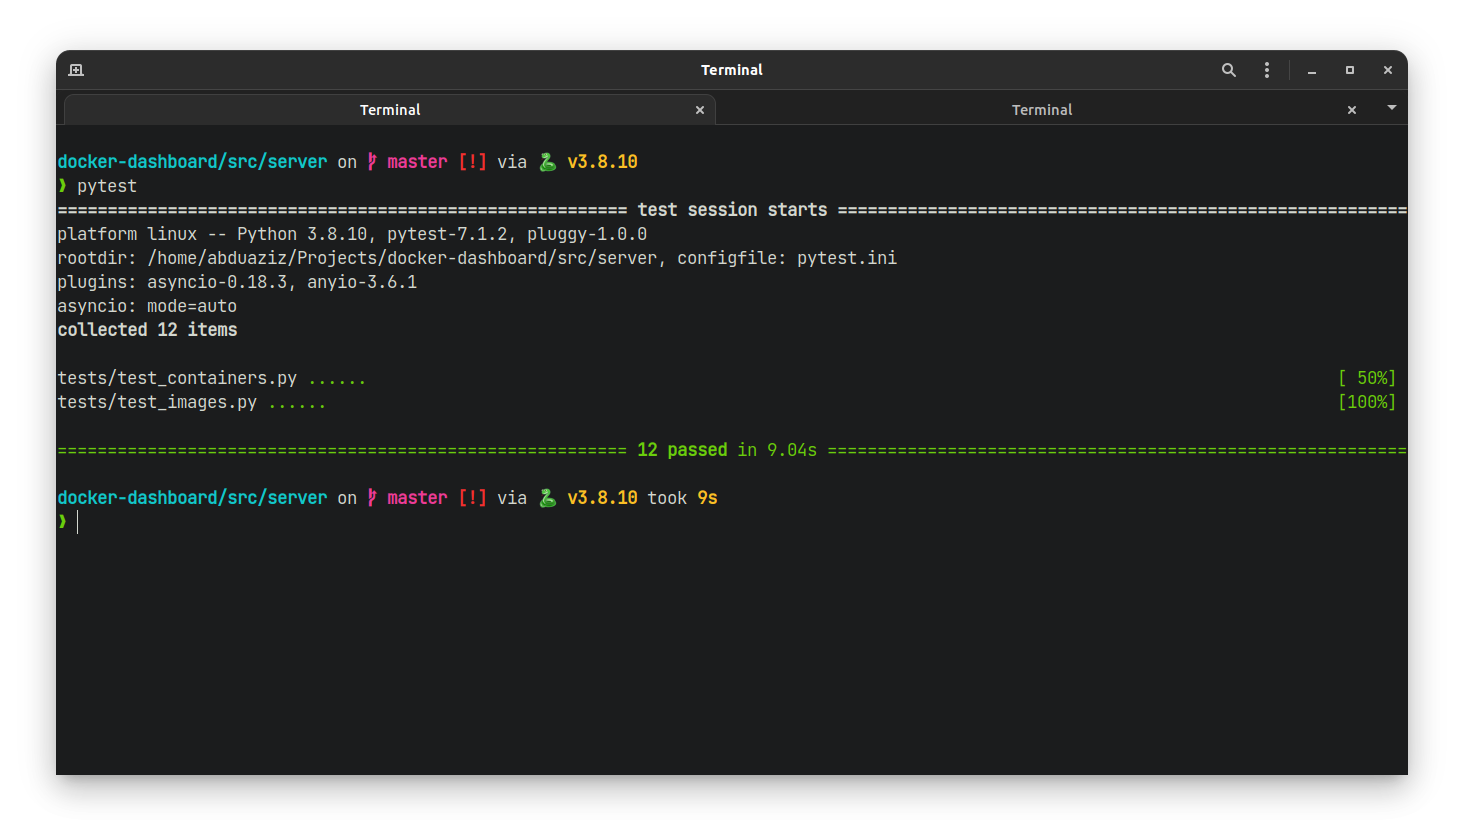 Terminal
Terminal Terminal
docker-dashboard/src/server on master [!] via 🐍 v3.8.10
❱ pytest
========================================================= test session starts =========================================================
platform linux -- Python 3.8.10, pytest-7.1.2, pluggy-1.0.0
rootdir: /home/abduaziz/Projects/docker-dashboard/src/server, configfile: pytest.ini
plugins: asyncio-0.18.3, anyio-3.6.1
asyncio: mode=auto
collected 12 items
tests/test_containers.py ...... [ 50%]
tests/test_images.py ...... [100%]
========================================================= 12 passed in 9.04s ==========================================================
docker-dashboard/src/server on master [!] via 🐍 v3.8.10 took 9s
❱